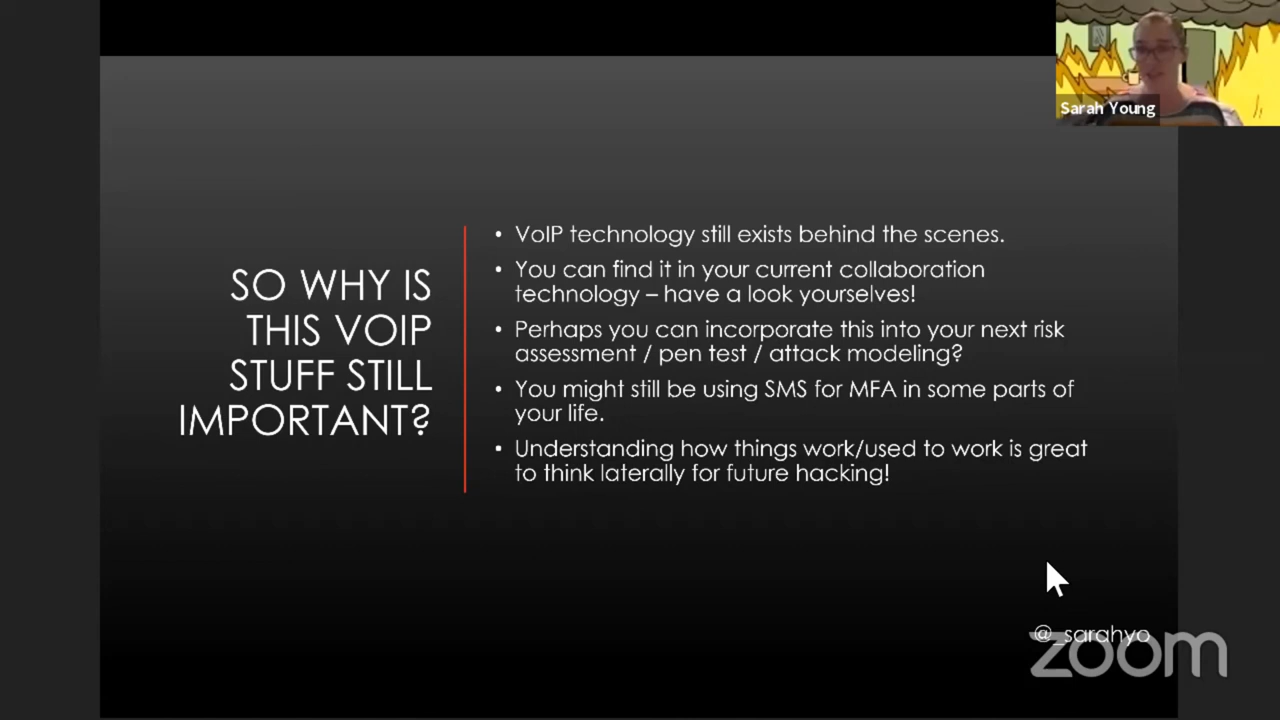 Sarah Young
SO WHY IS
THIS VOIP
STUFF STILL
IMPORTANT?
• VoIP technology still exists behind the scenes.
• You can find it in your current collaboration
technology – have a look yourselves!
• Perhaps you can incorporate this into your next risk
assessment / pen test / attack modeling?
• You might still be using SMS for MFA in some parts of
your life.
• Understanding how things work/used to work is great
to think laterally for future hacking!
@_sarahyo
zoom